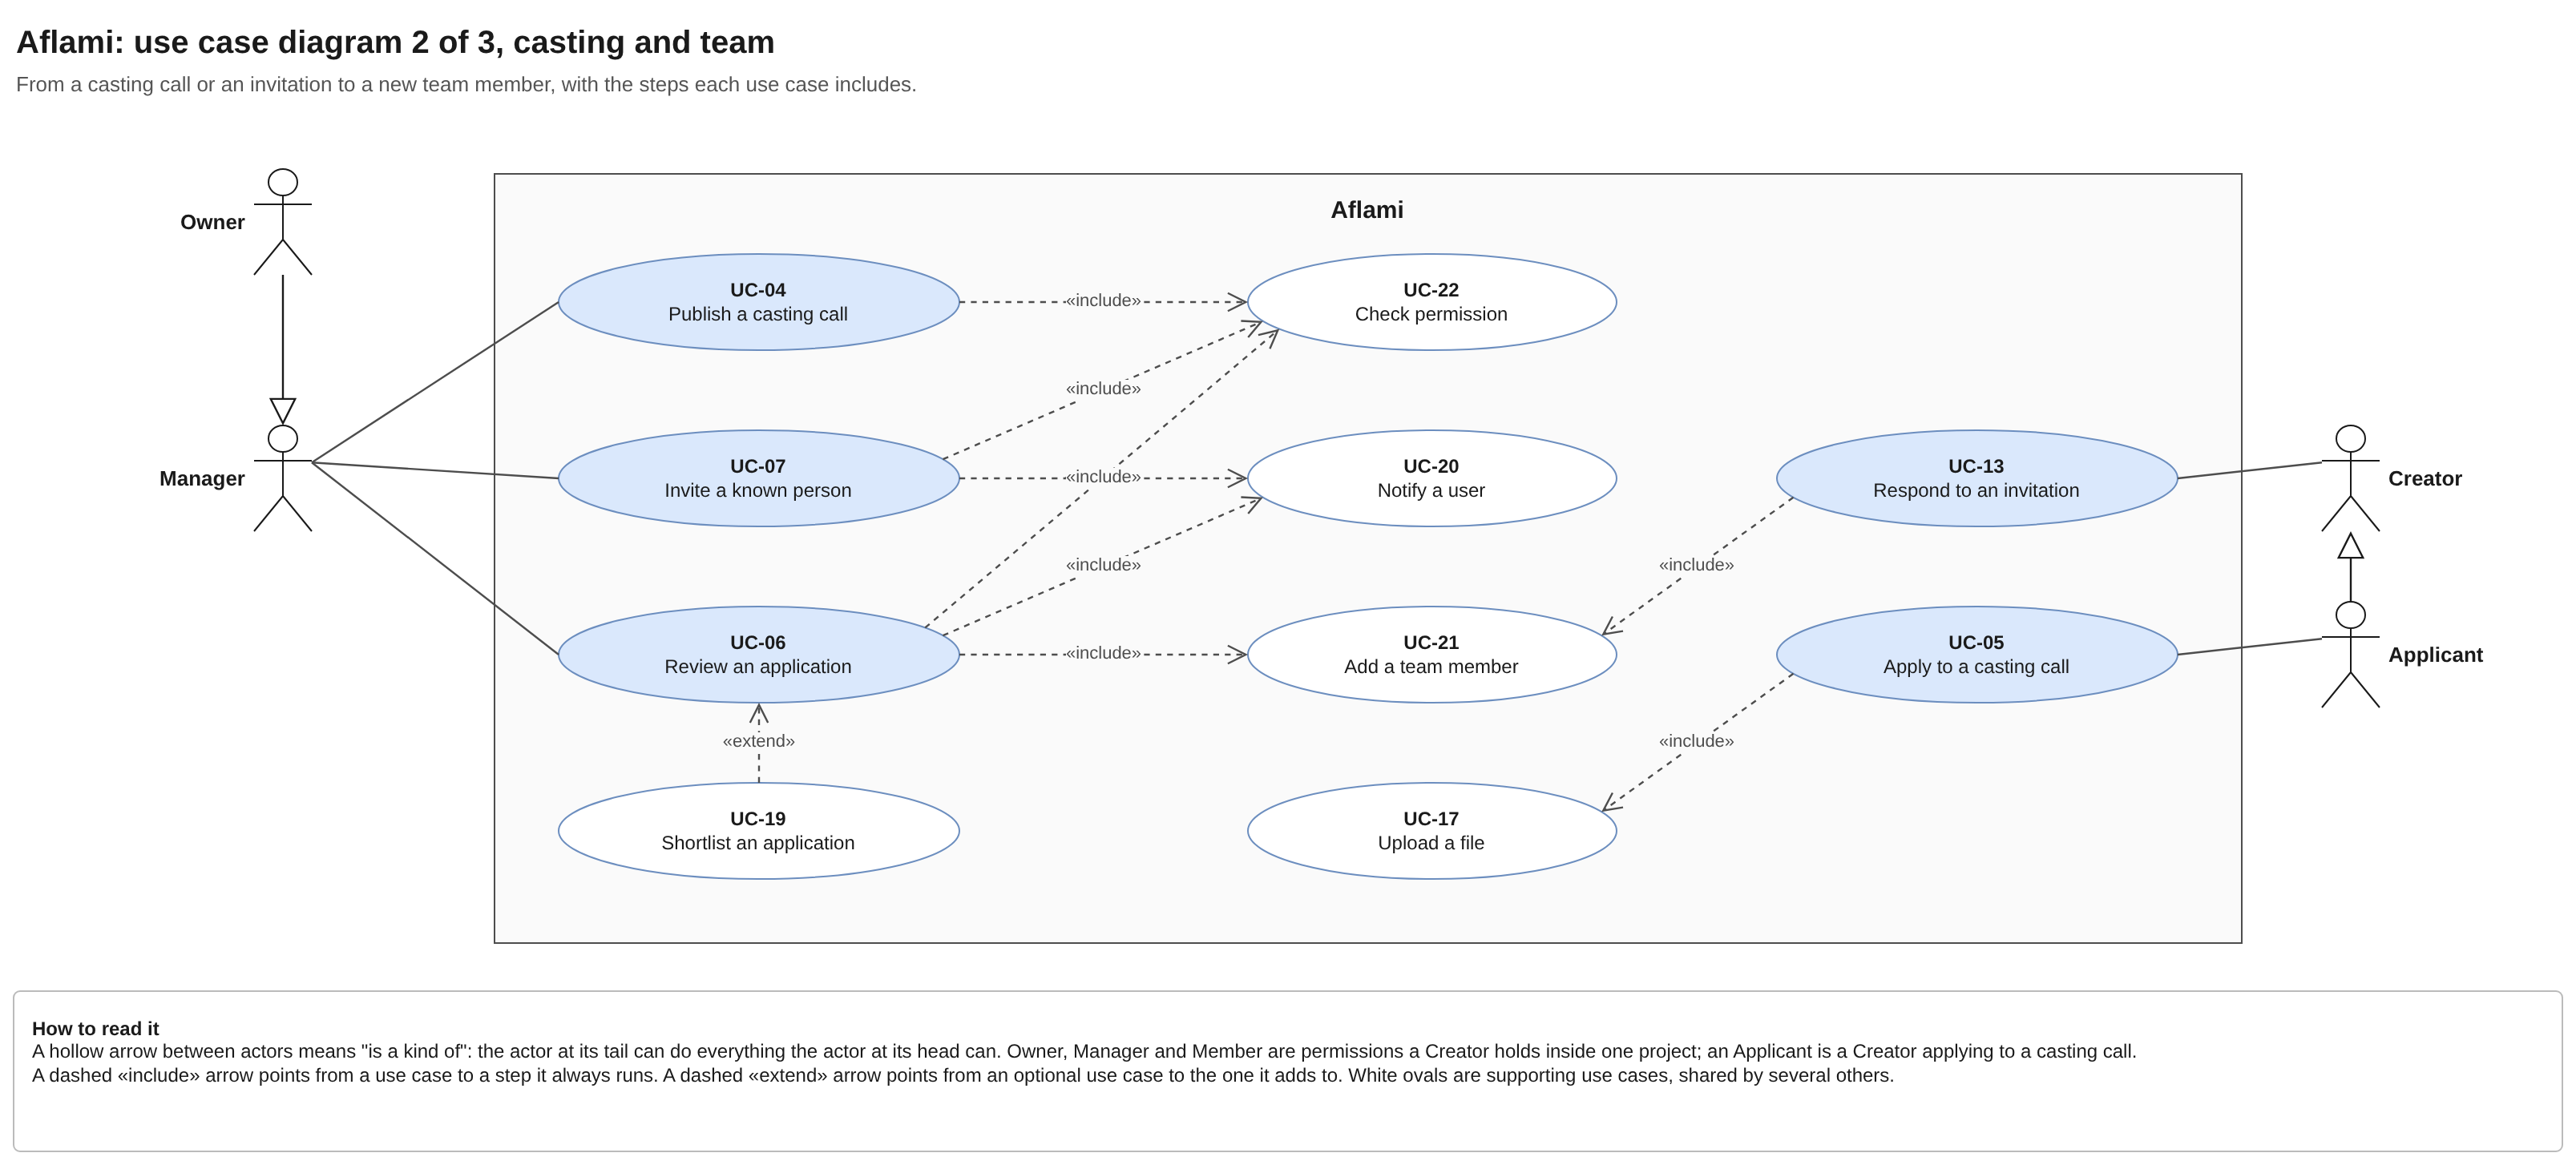 Aflami: use case diagram 2 of 3, casting and team
From a casting call or an invitation to a new team member, with the steps each use case includes.
Owner
Aflami
UC-04
Publish a casting call
«include»
UC-22
Check permission
«include»
Manager
UC-07
Invite a known person
«include»
UC-20
Notify a user
UC-13
Respond to an invitation
Creator
«include»
«include»
UC-06
Review an application
«include»
UC-21
Add a team member
UC-05
Apply to a casting call
Applicant
«extend»
«include»
UC-19
Shortlist an application
UC-17
Upload a file
How to read it
A hollow arrow between actors means "is a kind of": the actor at its tail can do everything the actor at its head can. Owner, Manager and Member are permissions a Creator holds inside one project; an Applicant is a Creator applying to a casting call.
A dashed «include» arrow points from a use case to a step it always runs. A dashed «extend» arrow points from an optional use case to the one it adds to. White ovals are supporting use cases, shared by several others.